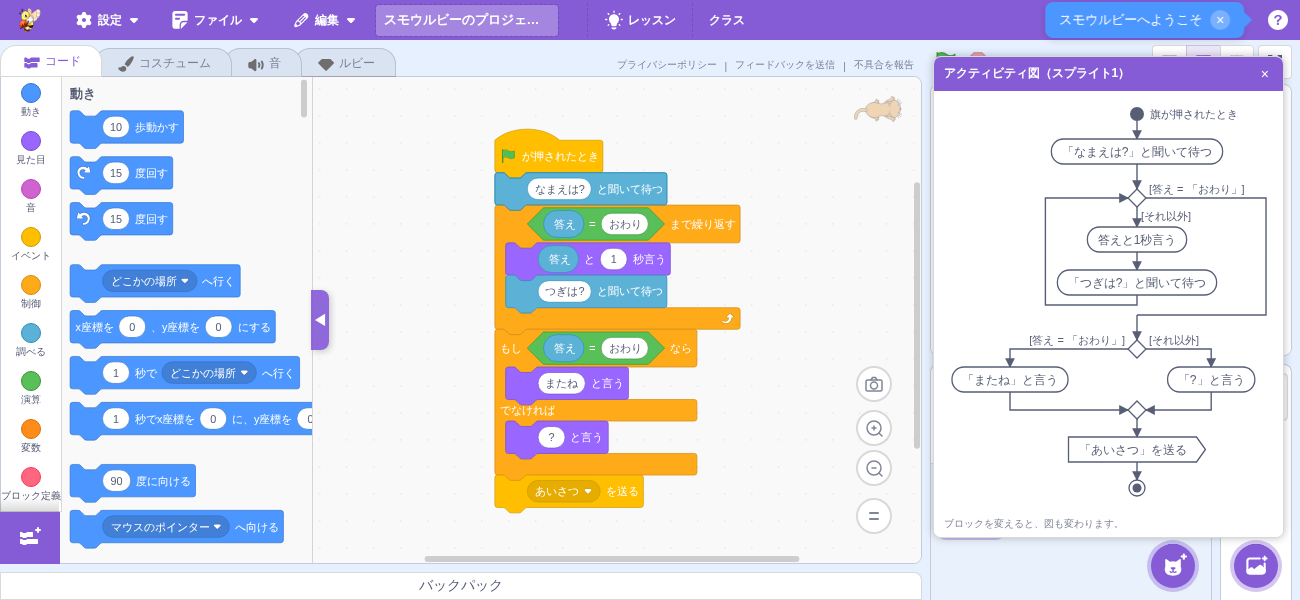 設定 ファイル 編集 スモウルビーのプロジェ… レッスン クラス スモウルビーへようこそ × ?
コード コスチューム 音 ルビー
プライバシーポリシー | フィードバックを送信 | 不具合を報告
動き
見た目
音
イベント
制御
調べる
演算
変数
ブロック定義
動き
10 歩動かす
15 度回す
15 度回す
どこかの場所 へ行く
x座標を 0 、y座標を 0 にする
1 秒で どこかの場所 へ行く
1 秒でx座標を 0 に、y座標を 0
90 度に向ける
マウスのポインター へ向ける
が押されたとき
なまえは? と聞いて待つ
答え = おわり まで繰り返す
答え と 1 秒言う
つぎは? と聞いて待つ
もし 答え = おわり なら
またね と言う
でなければ
? と言う
あいさつ を送る
バックパック
アクティビティ図（スプライト1） ×
旗が押されたとき
「なまえは?」と聞いて待つ
[答え = 「おわり」]
[それ以外]
答えと1秒言う
「つぎは?」と聞いて待つ
[答え = 「おわり」] [それ以外]
「またね」と言う 「?」と言う
「あいさつ」を送る
ブロックを変えると、図も変わります。